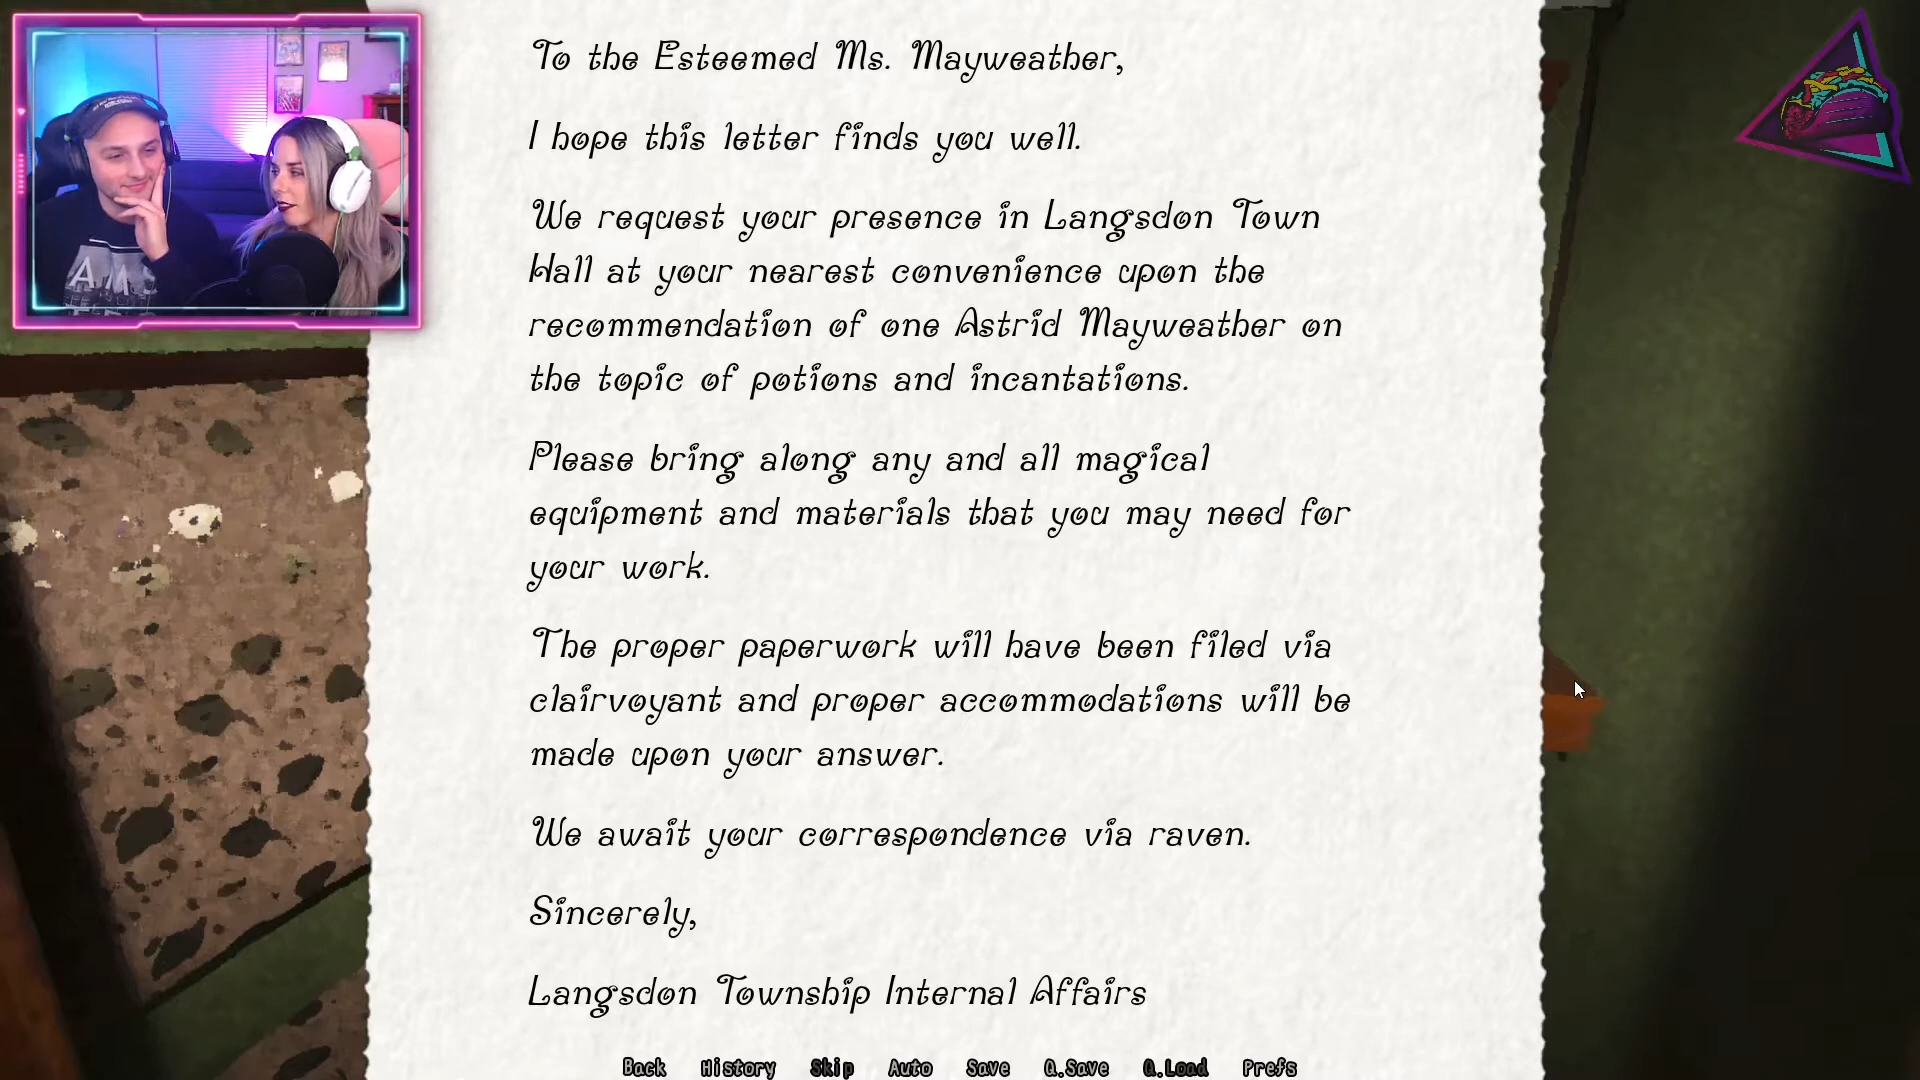 To the Esteemed Ms. Mayweather,
I hope this letter finds you well.
We request your presence in Langsdon Town
Hall at your nearest convenience upon the
recommendation of one Astrid Mayweather on
the topic of potions and incantations.
Please bring along any and all magical
equipment and materials that you may need for
your work.
The proper paperwork will have been filed via
clairvoyant and proper accommodations will be
made upon your answer.
We await your correspondence via raven.
Sincerely,
Langsdon Township Internal Affairs
Back History Skip Auto Save Q.Save Q.Load Prefs